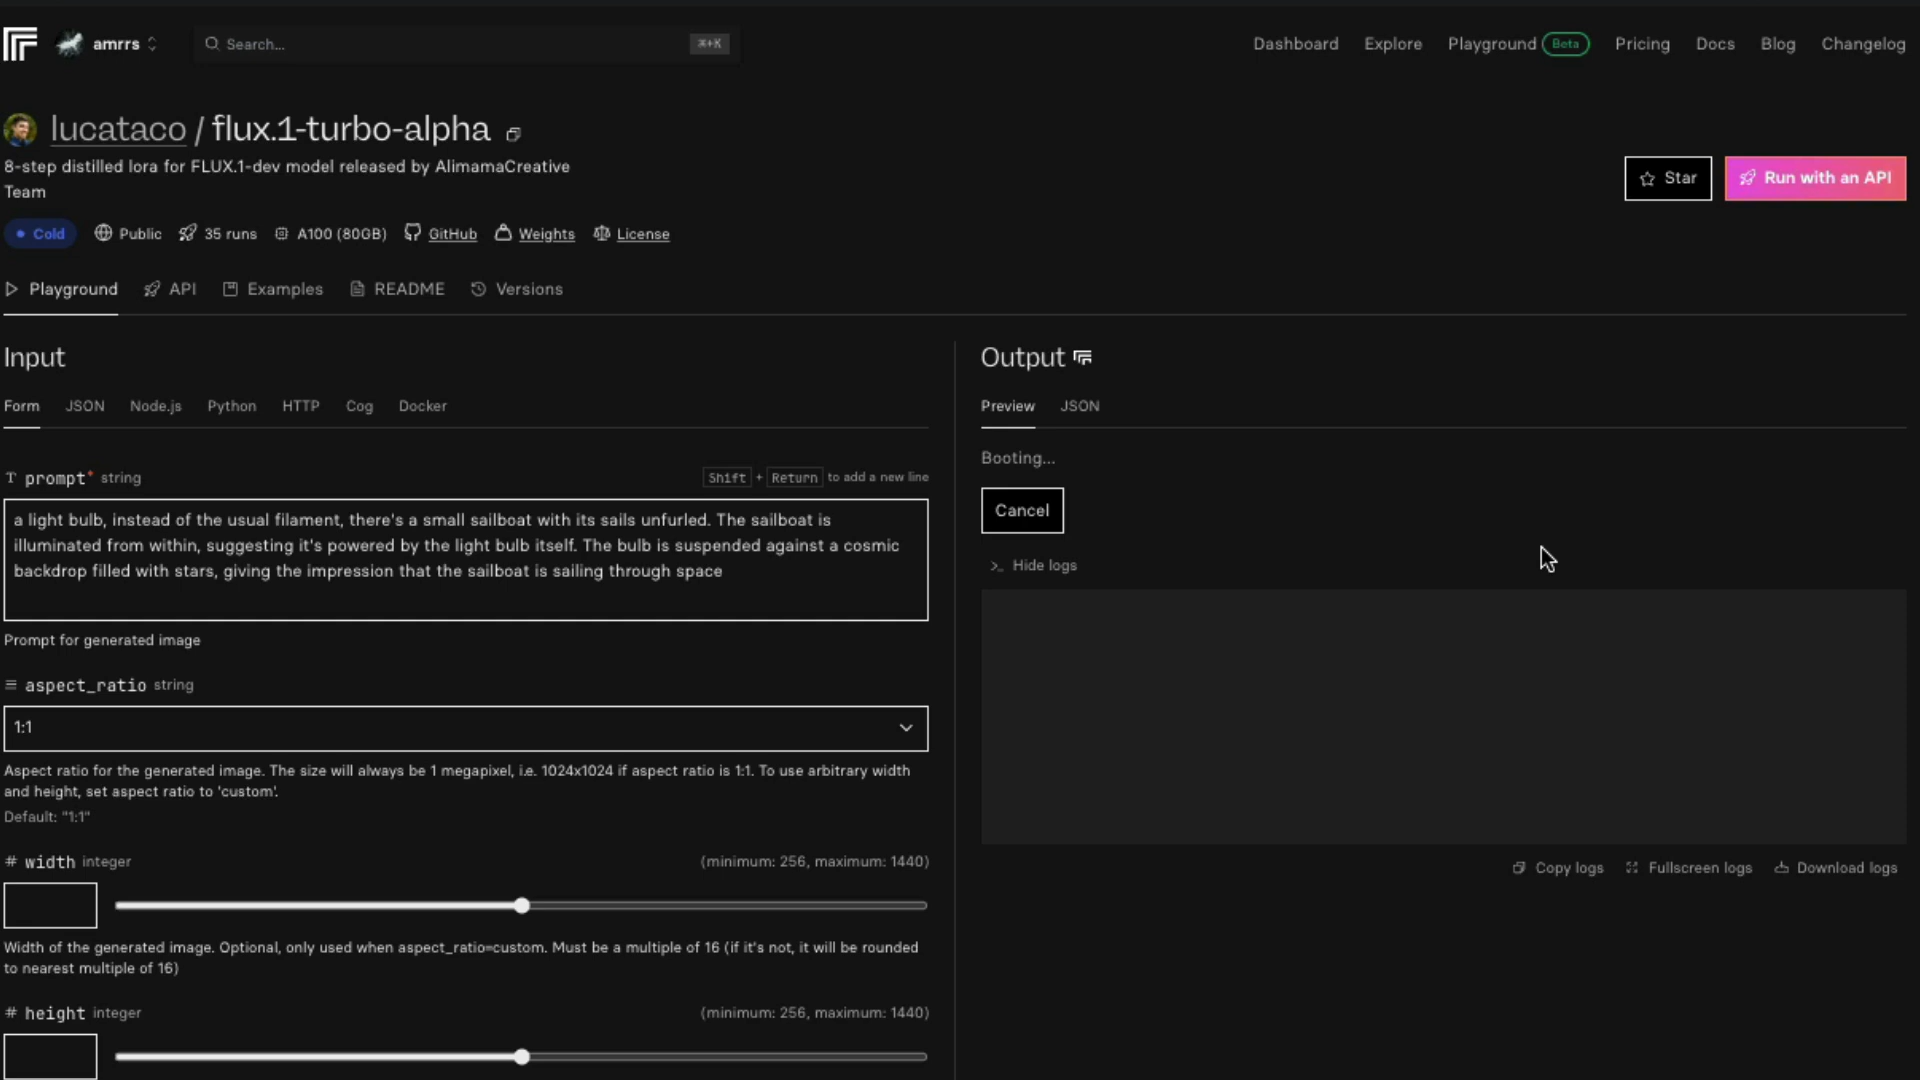 amrrs
Search...
⌘+K
Dashboard
Explore
Playground
Beta
Pricing
Docs
Blog
Changelog
lucataco / flux.1-turbo-alpha
8-step distilled lora for FLUX.1-dev model released by AlimamaCreative
Team
Star
Run with an API
Cold
Public
35 runs
A100 (80GB)
GitHub
Weights
License
Playground
API
Examples
README
Versions
Input
Form
JSON
Node.js
Python
HTTP
Cog
Docker
T prompt* string
Shift + Return to add a new line
a light bulb, instead of the usual filament, there's a small sailboat with its sails unfurled. The sailboat is
illuminated from within, suggesting it's powered by the light bulb itself. The bulb is suspended against a cosmic
backdrop filled with stars, giving the impression that the sailboat is sailing through space
Prompt for generated image
aspect_ratio string
1:1
Aspect ratio for the generated image. The size will always be 1 megapixel, i.e. 1024x1024 if aspect ratio is 1:1. To use arbitrary width
and height, set aspect ratio to 'custom'.
Default: "1:1"
# width integer
(minimum: 256, maximum: 1440)
Width of the generated image. Optional, only used when aspect_ratio=custom. Must be a multiple of 16 (if it's not, it will be rounded
to nearest multiple of 16)
# height integer
(minimum: 256, maximum: 1440)
Output
Preview
JSON
Booting...
Cancel
>_ Hide logs
Copy logs
Fullscreen logs
Download logs